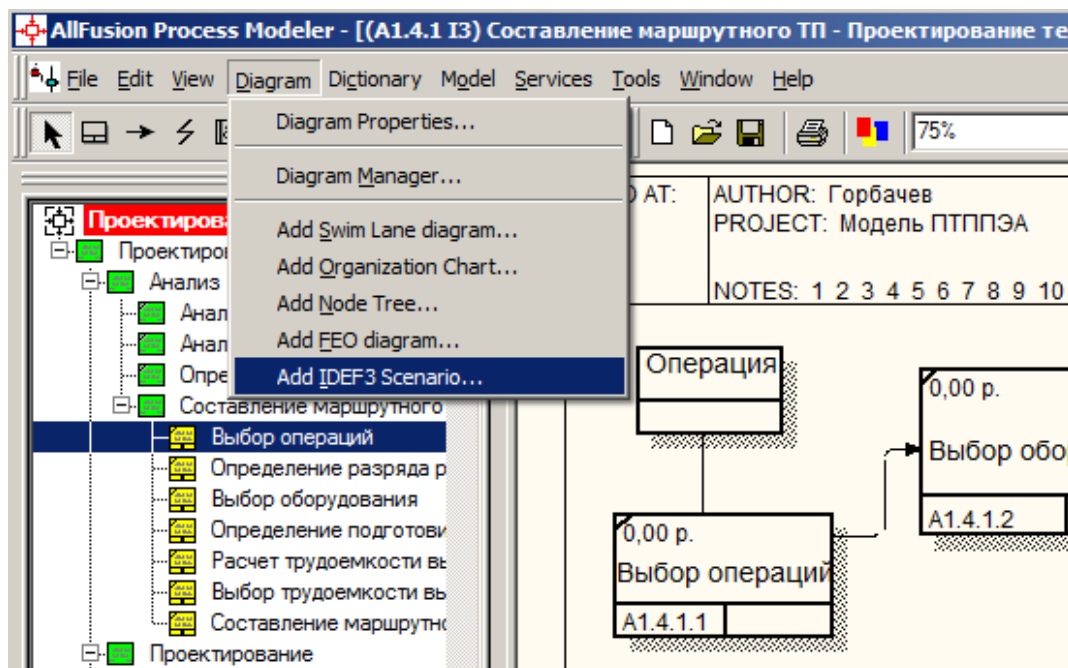 AllFusion Process Modeler - [(A1.4.1 I3) Составление маршрутного ТП - Проектирование те
File Edit View Diagram Dictionary Model Services Tools Window Help
Diagram Properties...
Diagram Manager...
Add Swim Lane diagram...
Add Organization Chart...
Add Node Tree...
Add FEO diagram...
Add IDEF3 Scenario...
75%
Проектирова
Проектиро
Анализ
Анал
Анал
Опре
Составление маршрутного
Выбор операций
Определение разряда р
Выбор оборудования
Определение подготови
Расчет трудоемкости вы
Выбор трудоемкости вы
Составление маршрутно
Проектирование
AT:
AUTHOR: Горбачев
PROJECT: Модель ПТППЭА
NOTES: 1 2 3 4 5 6 7 8 9 10
Операция
0,00 р.
Выбор обо
A1.4.1.2
0,00 р.
Выбор операций
A1.4.1.1